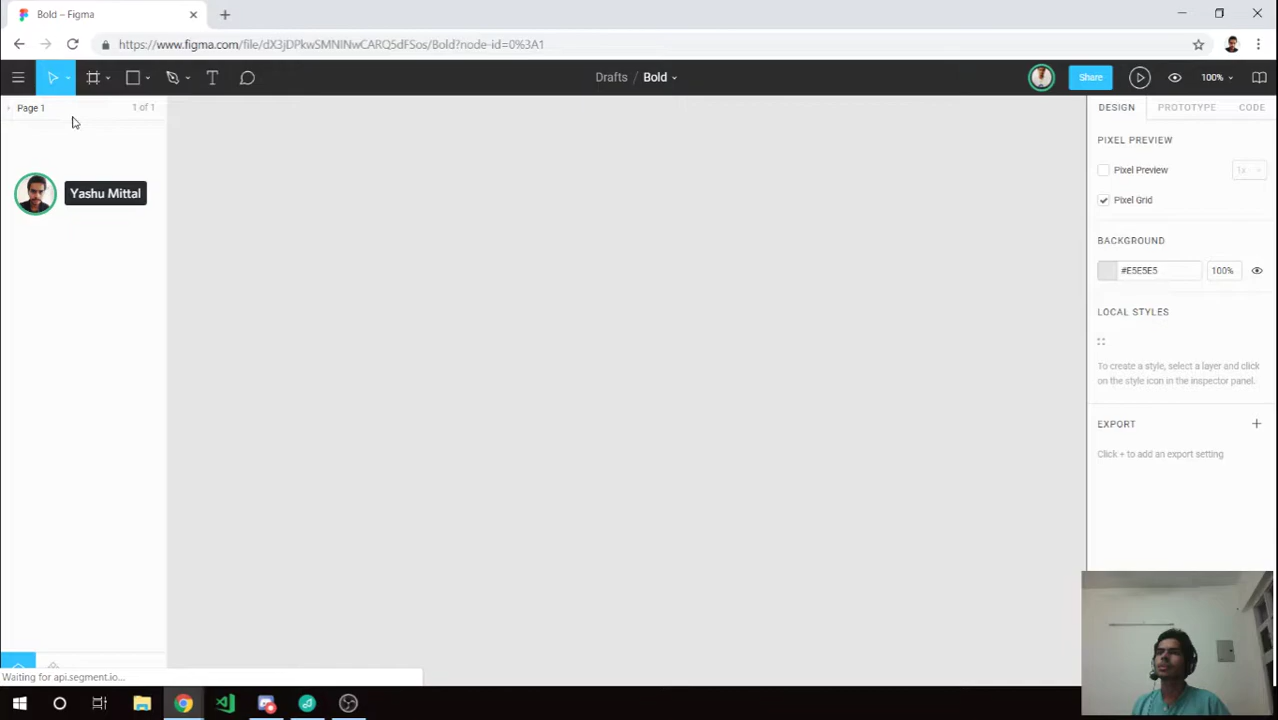 Bold – Figma
https://www.figma.com/file/dX3jDPkwSMNINwCARQ5dFSos/Bold?node-id=0%3A1
Drafts / Bold
Share
100%
Page 1
1 of 1
DESIGN
PROTOTYPE
CODE
PIXEL PREVIEW
Pixel Preview
1x
Yashu Mittal
Pixel Grid
BACKGROUND
#E5E5E5
100%
LOCAL STYLES
To create a style, select a layer and click
on the style icon in the inspector panel.
EXPORT
Click + to add an export setting
Waiting for api.segment.io...